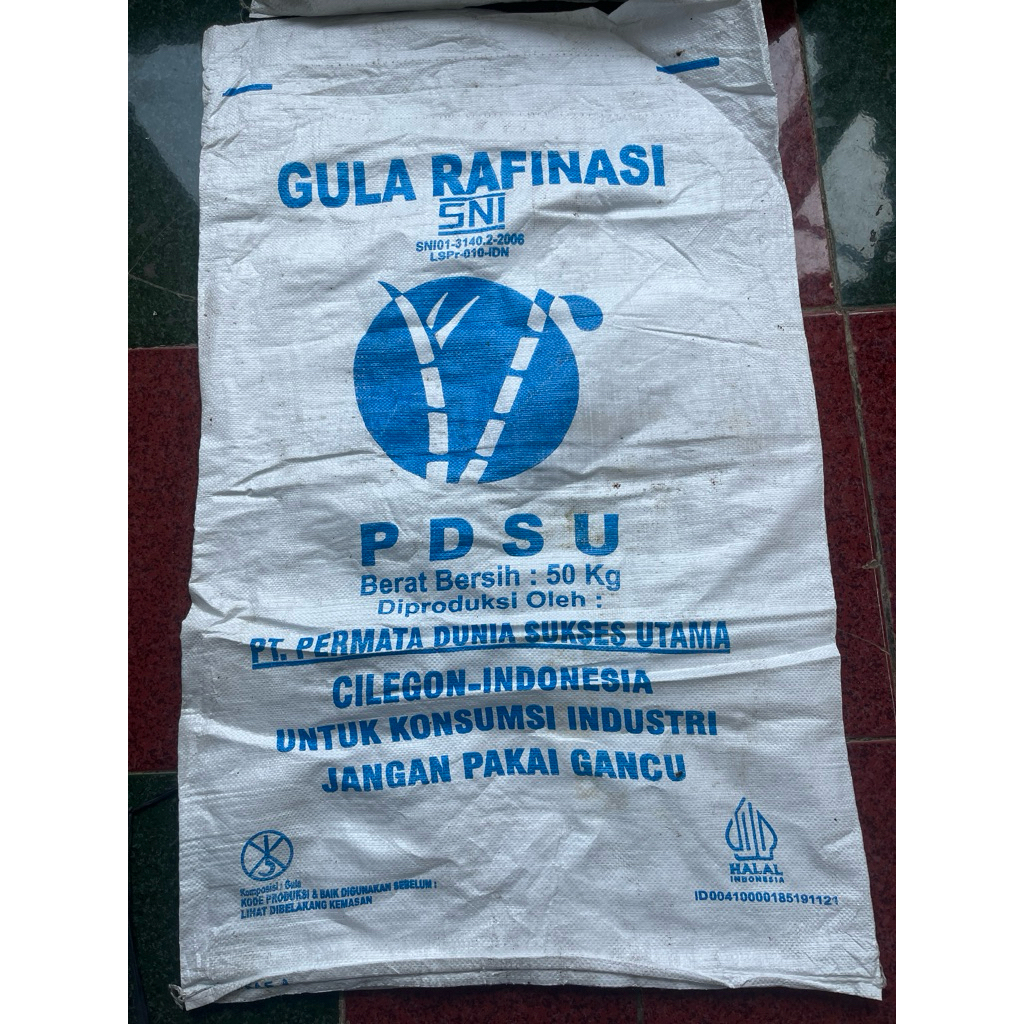 GULA RAFINASI
SNI
SNI01-3140.2-2006
LSPr-010-IDN
PDSU
Berat Bersih : 50 Kg
Diproduksi Oleh :
PT. PERMATA DUNIA SUKSES UTAMA
CILEGON-INDONESIA
UNTUK KONSUMSI INDUSTRI
JANGAN PAKAI GANCU
Komposisi : Gula
KODE PRODUKSI & BAIK DIGUNAKAN SEBELUM :
LIHAT DIBELAKANG KEMASAN
HALAL
INDONESIA
ID00410000185191121